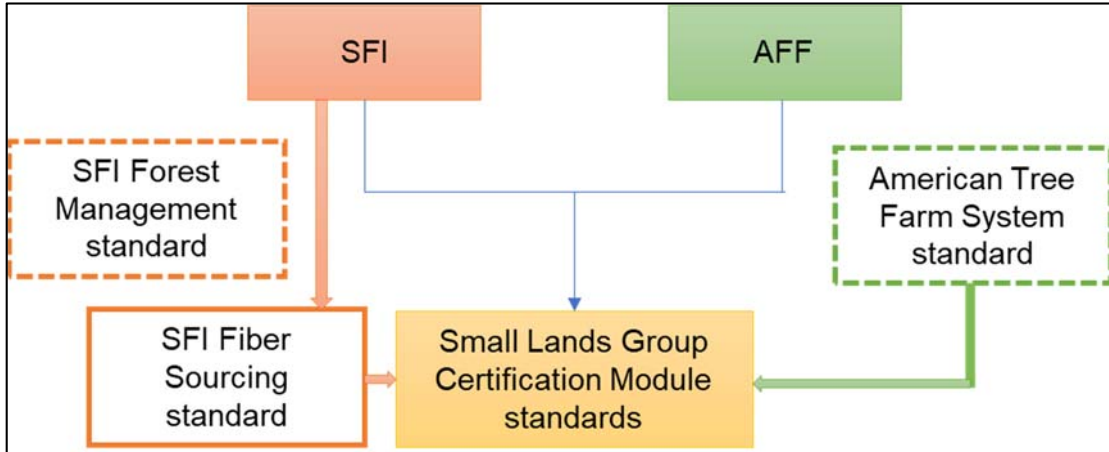 SFI
AFF
SFI Forest
Management
standard
American Tree
Farm System
standard
SFI Fiber
Sourcing
standard
Small Lands Group
Certification Module
standards